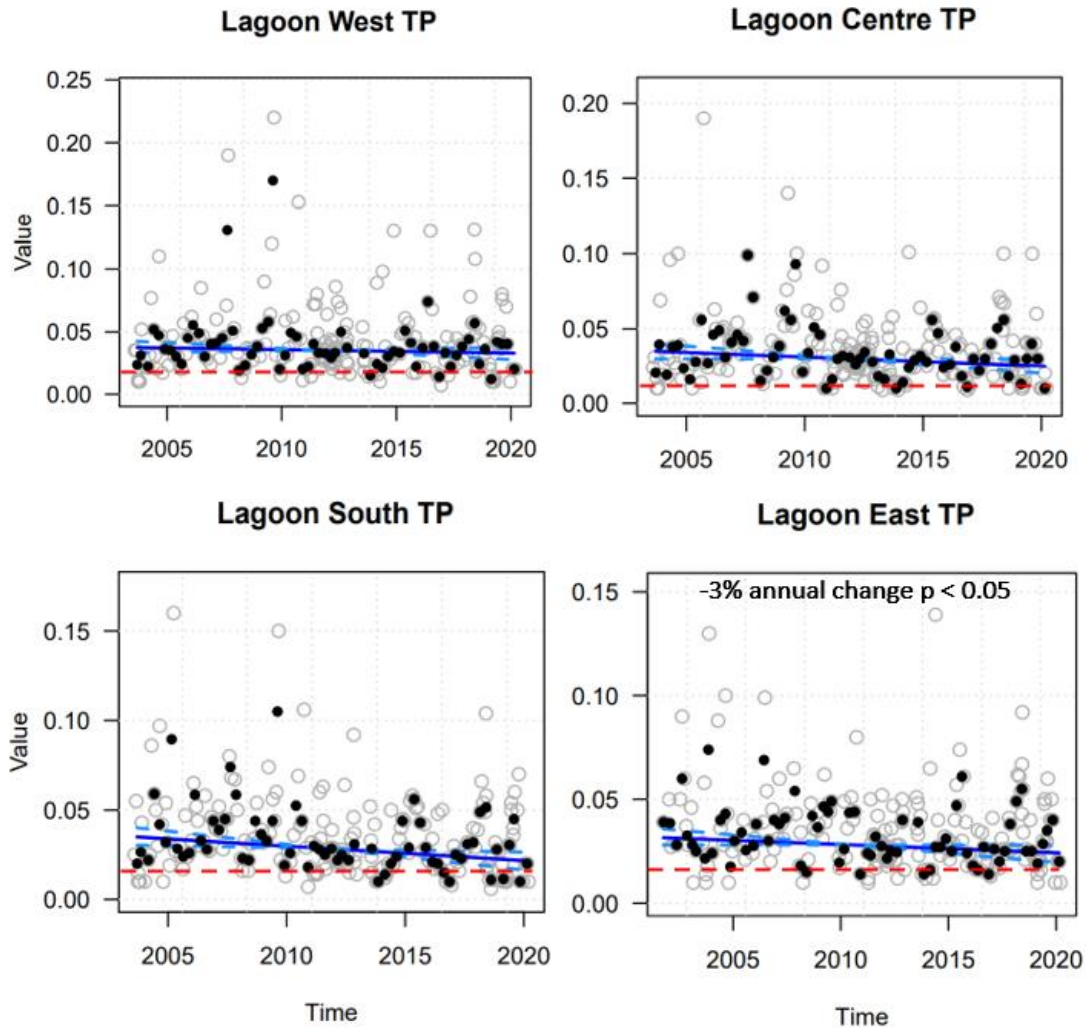 Lagoon West TP
Value
0.25
0.20
0.15
0.10
0.05
0.00
2005 2010 2015 2020
Lagoon Centre TP
0.20
0.15
0.10
0.05
0.00
2005 2010 2015 2020
Lagoon South TP
Value
0.15
0.10
0.05
0.00
2005 2010 2015 2020
Time
Lagoon East TP
-3% annual change p < 0.05
0.15
0.10
0.05
0.00
2005 2010 2015 2020
Time